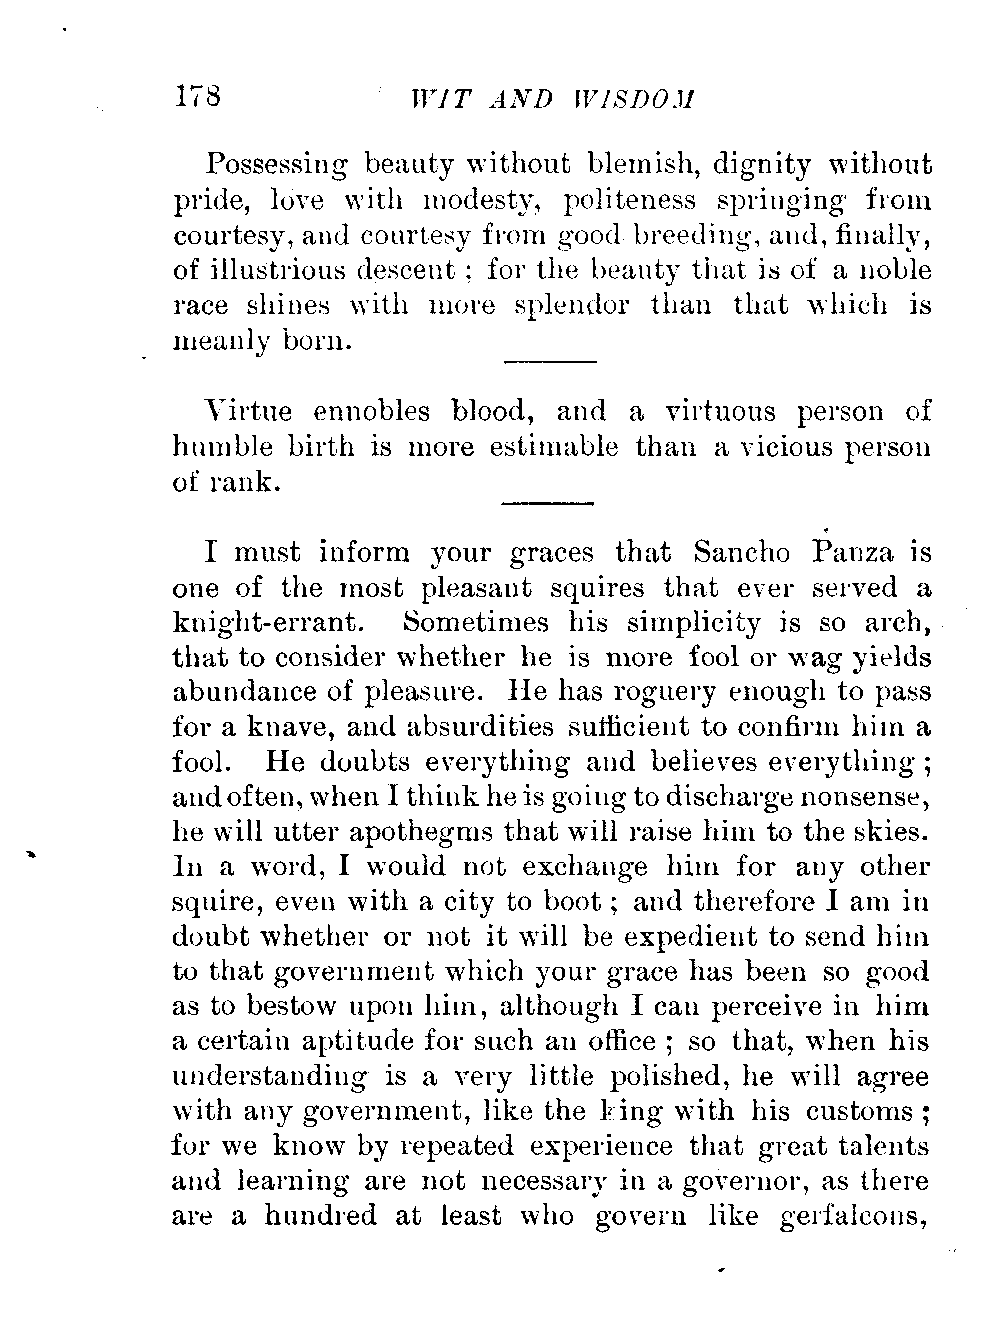 178 WIT AND WISDOM
Possessing beauty without blemish, dignity without
pride, love with modesty, politeness springing from
courtesy, and courtesy from good breeding, and, finally,
of illustrious descent ; for the beauty that is of a noble
race shines with more splendor than that which is
meanly born.
Virtue ennobles blood, and a virtuous person of
humble birth is more estimable than a vicious person
of rank.
I must inform your graces that Sancho Panza is
one of the most pleasant squires that ever served a
knight-errant. Sometimes his simplicity is so arch,
that to consider whether he is more fool or wag yields
abundance of pleasure. He has roguery enough to pass
for a knave, and absurdities sufficient to confirm him a
fool. He doubts everything and believes everything ;
and often, when I think he is going to discharge nonsense,
he will utter apothegms that will raise him to the skies.
In a word, I would not exchange him for any other
squire, even with a city to boot ; and therefore I am in
doubt whether or not it will be expedient to send him
to that government which your grace has been so good
as to bestow upon him, although I can perceive in him
a certain aptitude for such an office ; so that, when his
understanding is a very little polished, he will agree
with any government, like the king with his customs ;
for we know by repeated experience that great talents
and learning are not necessary in a governor, as there
are a hundred at least who govern like gerfalcons,